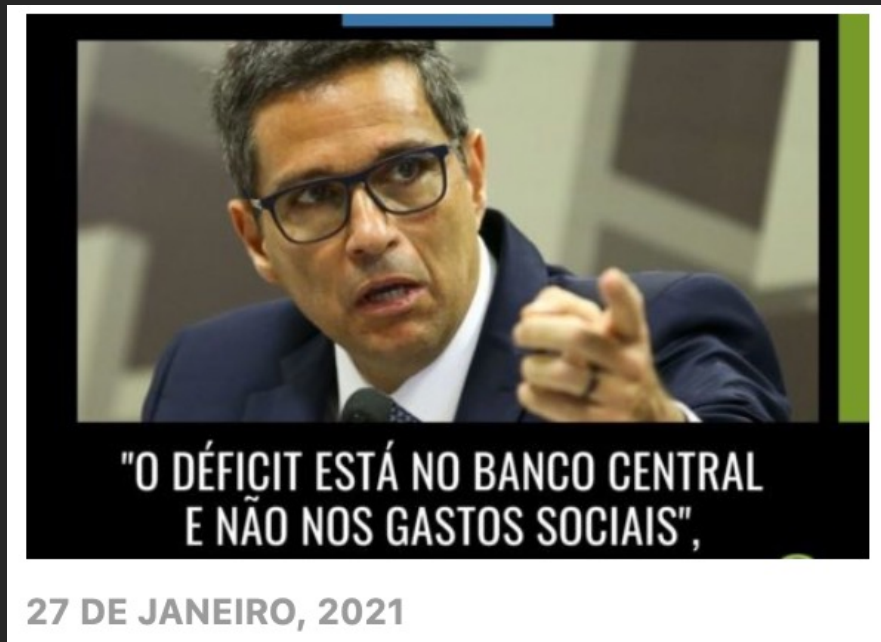 "O DÉFICIT ESTÁ NO BANCO CENTRAL
E NÃO NOS GASTOS SOCIAIS",
27 DE JANEIRO, 2021